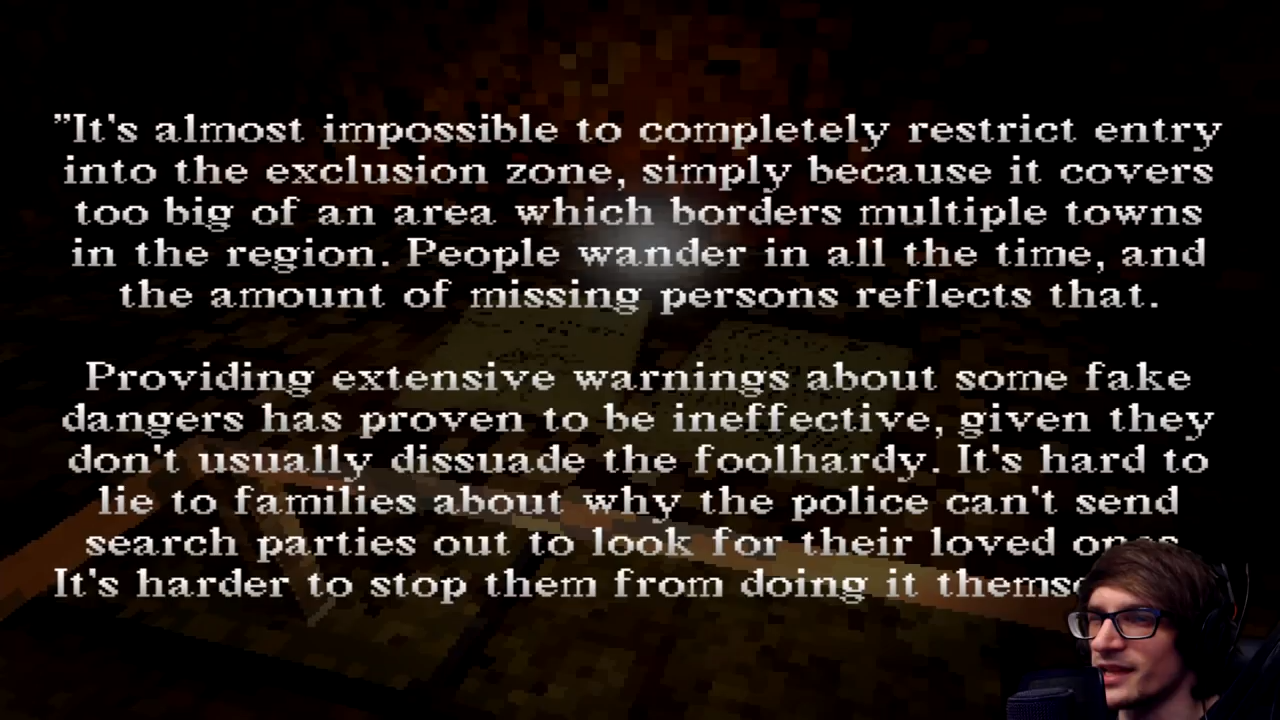 "It's almost impossible to completely restrict entry
into the exclusion zone, simply because it covers
too big of an area which borders multiple towns
in the region. People wander in all the time, and
the amount of missing persons reflects that.
Providing extensive warnings about some fake
dangers has proven to be ineffective, given they
don't usually dissuade the foolhardy. It's hard to
lie to families about why the police can't send
search parties out to look for their loved
It's harder to stop them from doing it